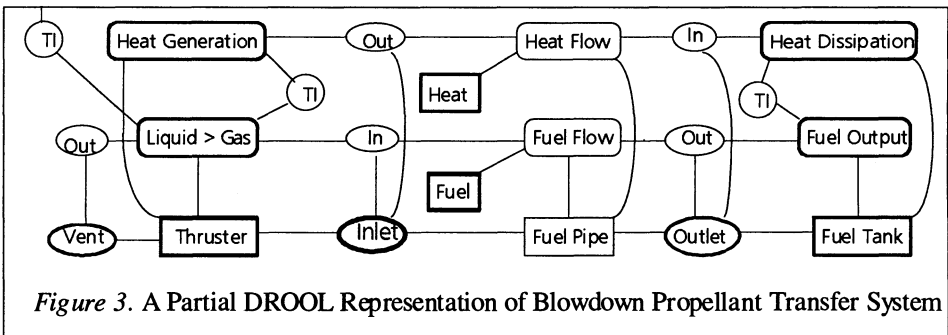 TI
Heat Generation
Out
Heat Flow
In
Heat Dissipation
Heat
TI
TI
Out
Liquid > Gas
In
Fuel Flow
Out
Fuel Output
Fuel
Vent
Thruster
Inlet
Fuel Pipe
Outlet
Fuel Tank
Figure 3. A Partial DROOL Representation of Blowdown Propellant Transfer System